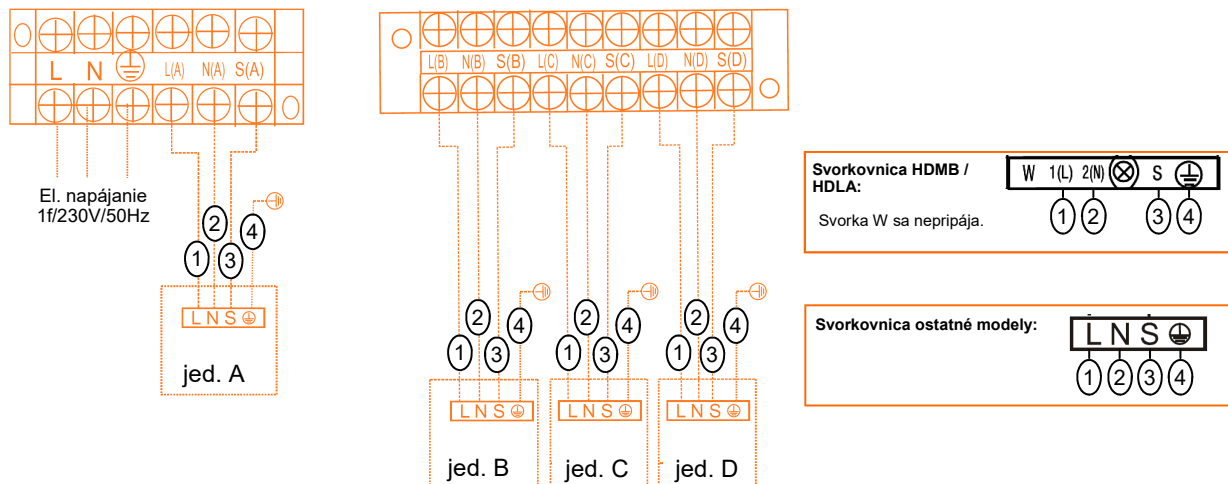 L N L(A) N(A) S(A)
El. napájanie
1f/230V/50Hz
1 2 3 4
L N S
jed. A
L(B) N(B) S(B) L(C) N(C) S(C) L(D) N(D) S(D)
1 2 3 4
1 2 3 4
1 2 3 4
L N S
L N S
L N S
jed. B
jed. C
jed. D
Svorkovnica HDMB /
HDLA:
Svorka W sa nepripája.
W 1(L) 2(N) S
1 2 3 4
Svorkovnica ostatné modely:
L N S
1 2 3 4